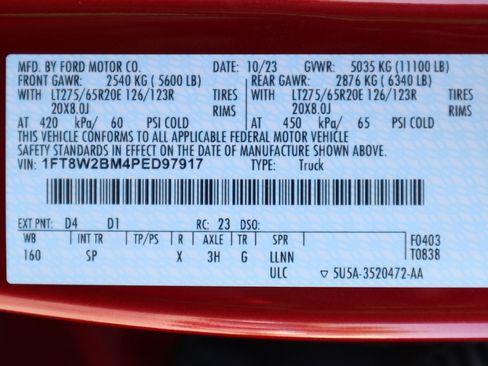 MFD. BY FORD MOTOR CO. DATE: 10/23 GVWR: 5035 KG (11100 LB)
FRONT GAWR: 2540 KG ( 5600 LB) REAR GAWR: 2876 KG ( 6340 LB)
WITH LT275/65R20E 126/123R TIRES WITH LT275/65R20E 126/123R TIRES
20X8.0J RIMS 20X8.0J RIMS
AT 420 kPa/ 60 PSI COLD AT 450 kPa/ 65 PSI COLD
THIS VEHICLE CONFORMS TO ALL APPLICABLE FEDERAL MOTOR VEHICLE
SAFETY STANDARDS IN EFFECT ON THE DATE OF MANUFACTURE SHOWN ABOVE.
VIN: 1FT8W2BM4PED97917 TYPE: Truck
EXT PNT: D4 D1 RC: 23 DSO:
WB INT TR TP/PS R AXLE TR SPR F0403
160 SP X 3H G LLNN T0838
ULC ▽ 5U5A-3520472-AA